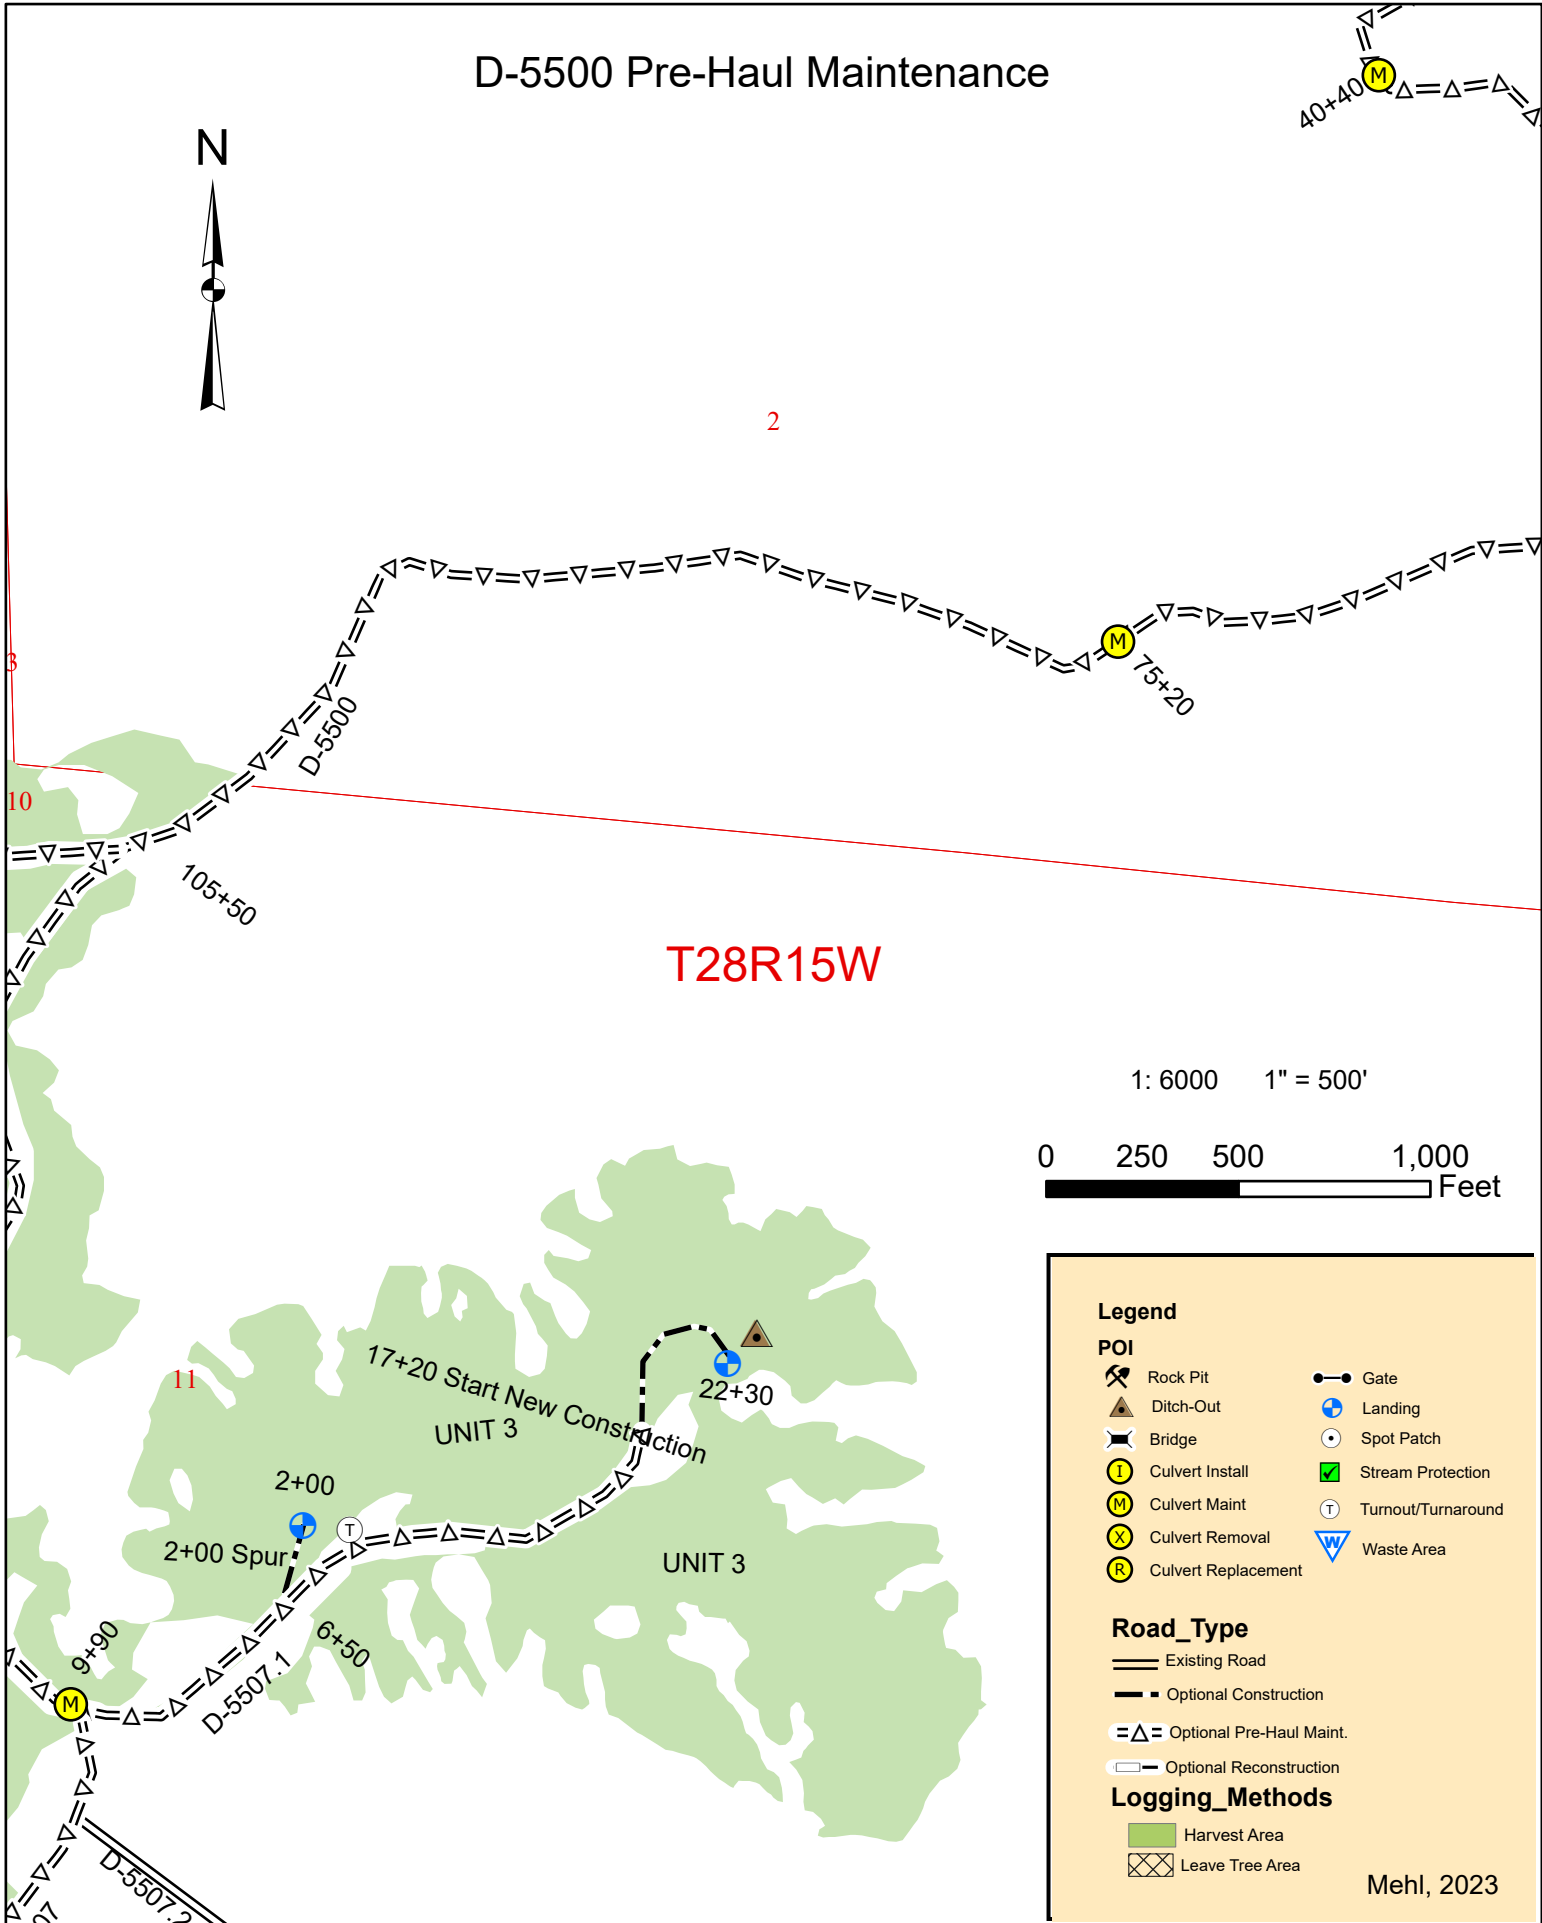 D-5500 Pre-Haul Maintenance
M
40+40
N
2
M
75+20
3
D-5500
10
105+50
T28R15W
1: 6000 1" = 500'
0 250 500 1,000
Feet
11
17+20 Start New Construction
22+30
UNIT 3
2+00
T
2+00 Spur
UNIT 3
6+50
9+90
M
D-5507.1
D-5507.2
07
Legend
POI
Rock Pit
Gate
Ditch-Out
Landing
Bridge
Spot Patch
I Culvert Install
Stream Protection
M Culvert Maint
T Turnout/Turnaround
X Culvert Removal
W Waste Area
R Culvert Replacement
Road_Type
Existing Road
Optional Construction
Optional Pre-Haul Maint.
Optional Reconstruction
Logging_Methods
Harvest Area
Leave Tree Area
Mehl, 2023